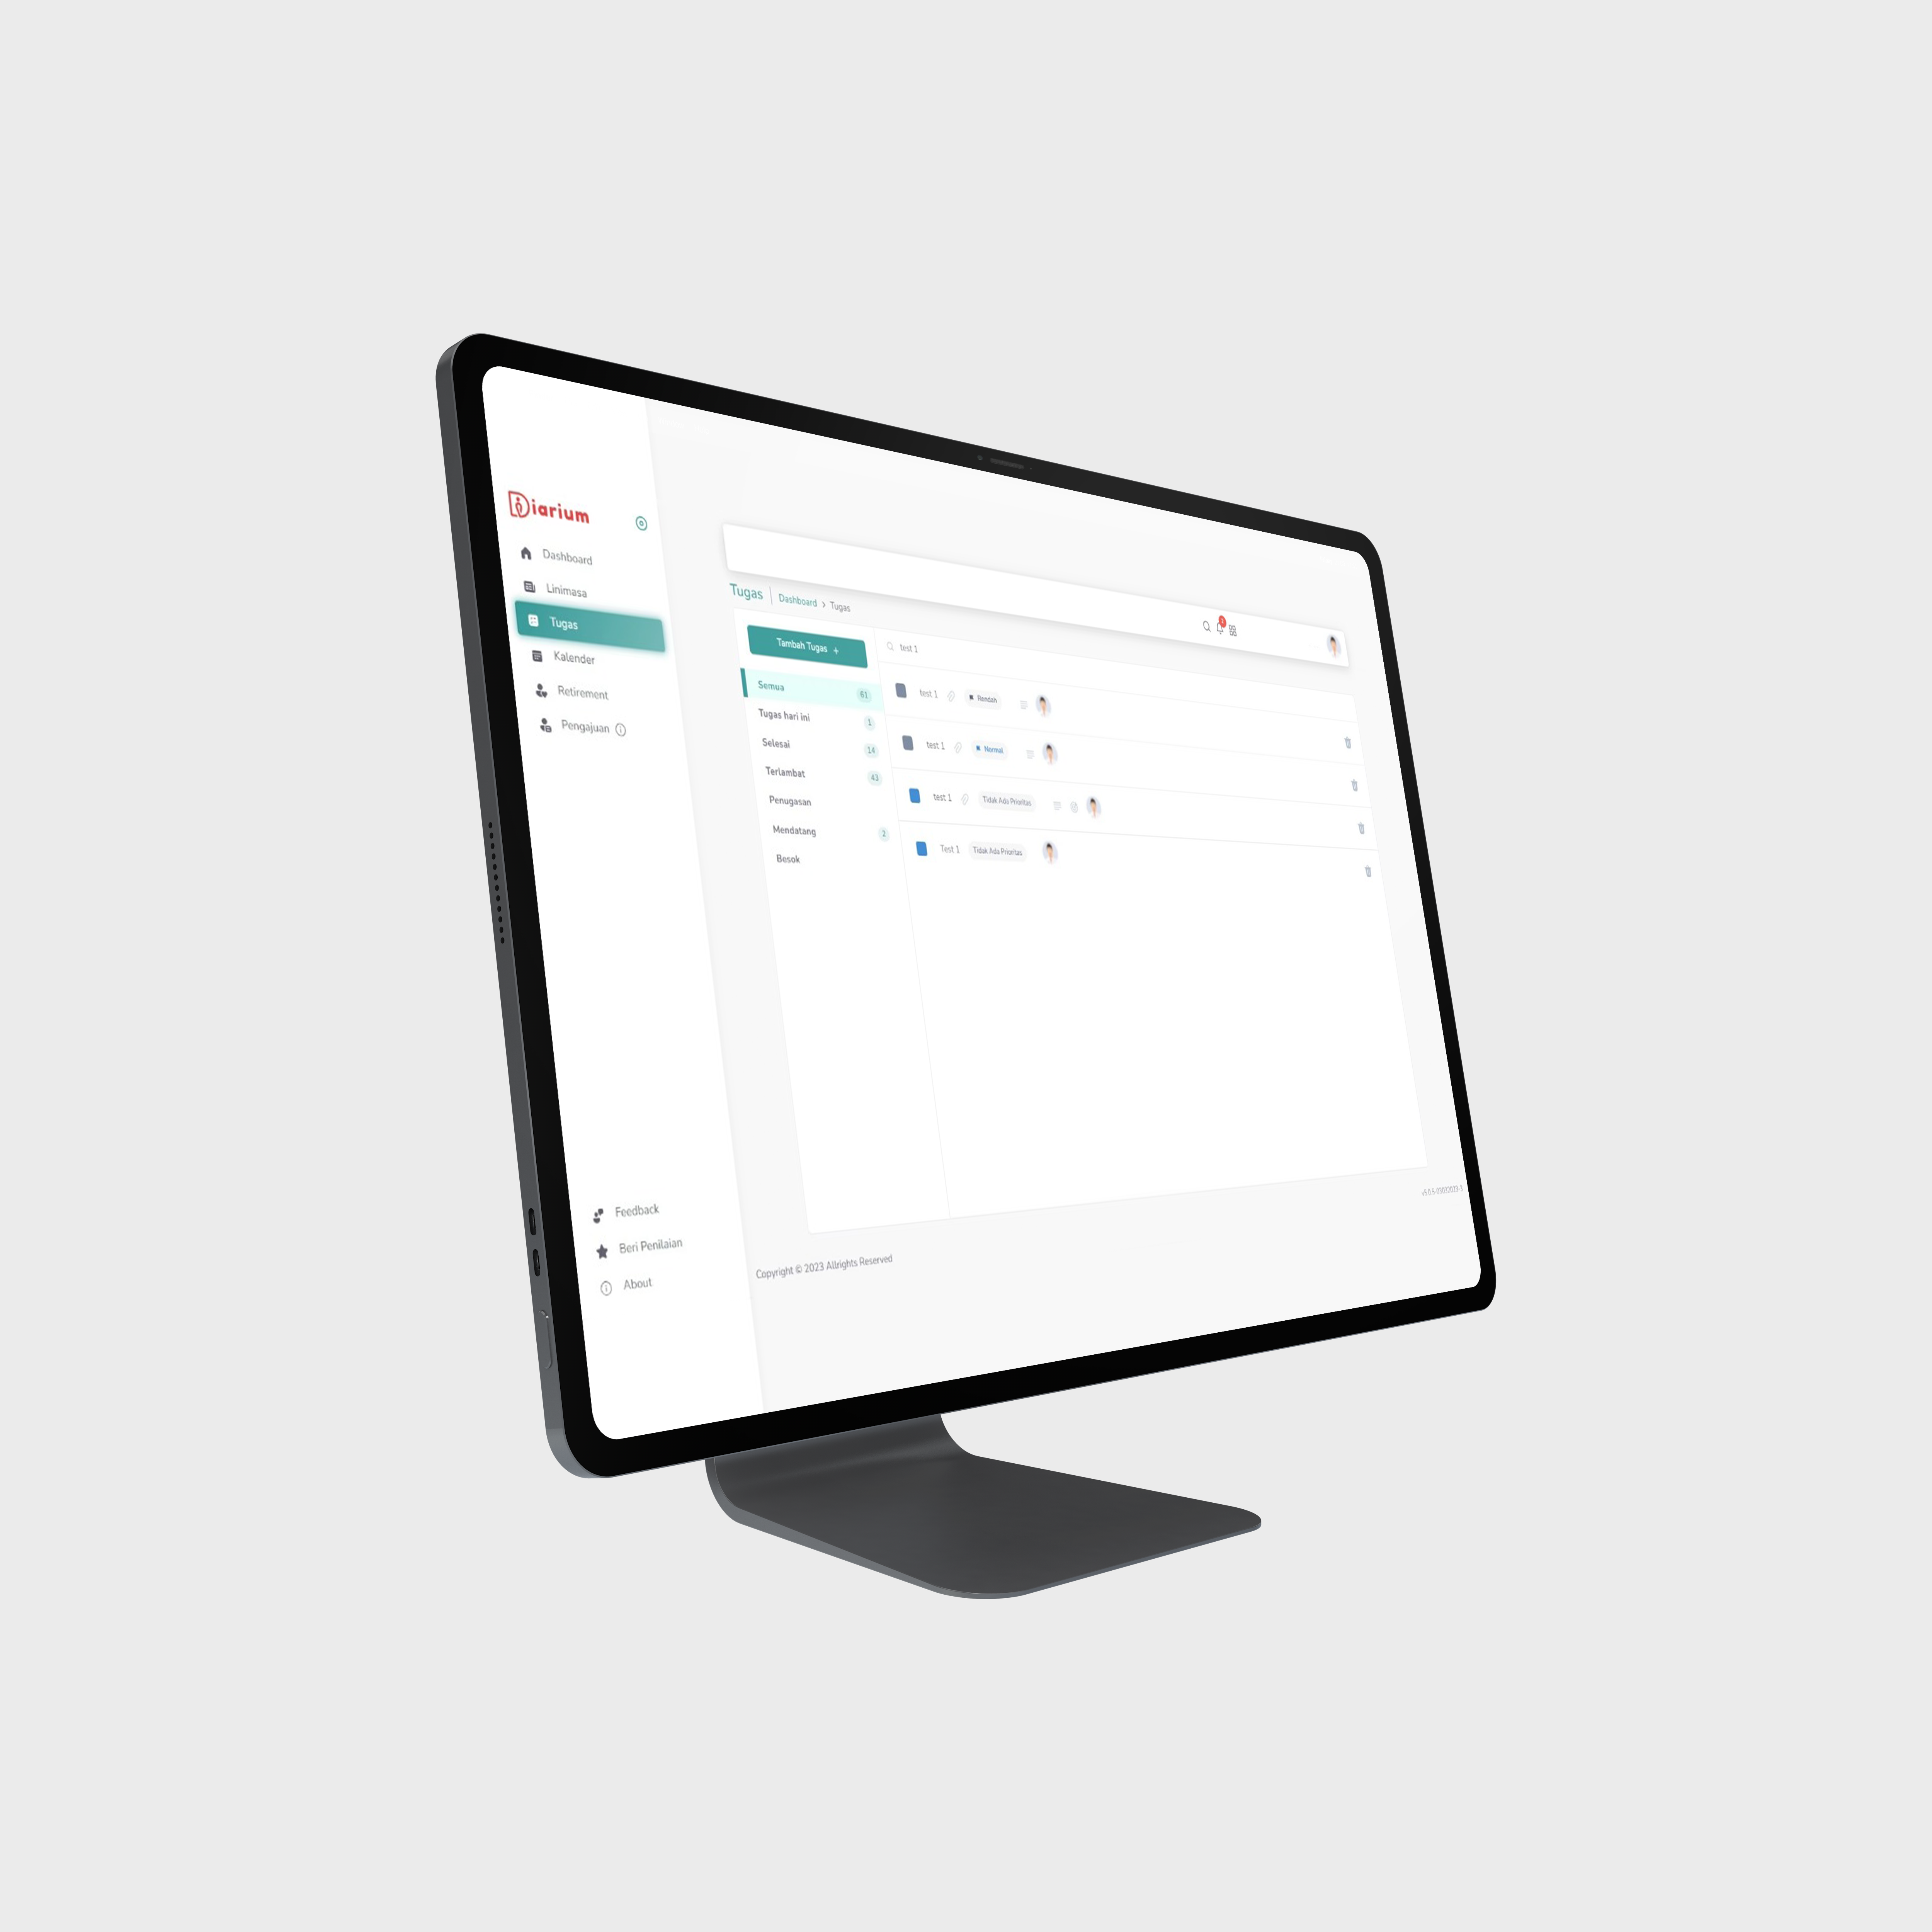 Diarium
Dashboard
Linimasa
Tugas
Kalender
Retirement
Pengajuan
Feedback
Beri Penilaian
About
Tugas Dashboard > Tugas
Tambah Tugas +
Semua 61
Tugas hari ini 1
Selesai 14
Terlambat 43
Penugasan
Mendatang 2
Besok
test 1
test 1 Rendah
test 1 Normal
test 1 Tidak Ada Prioritas
Test 1 Tidak Ada Prioritas
Copyright © 2023 Allrights Reserved